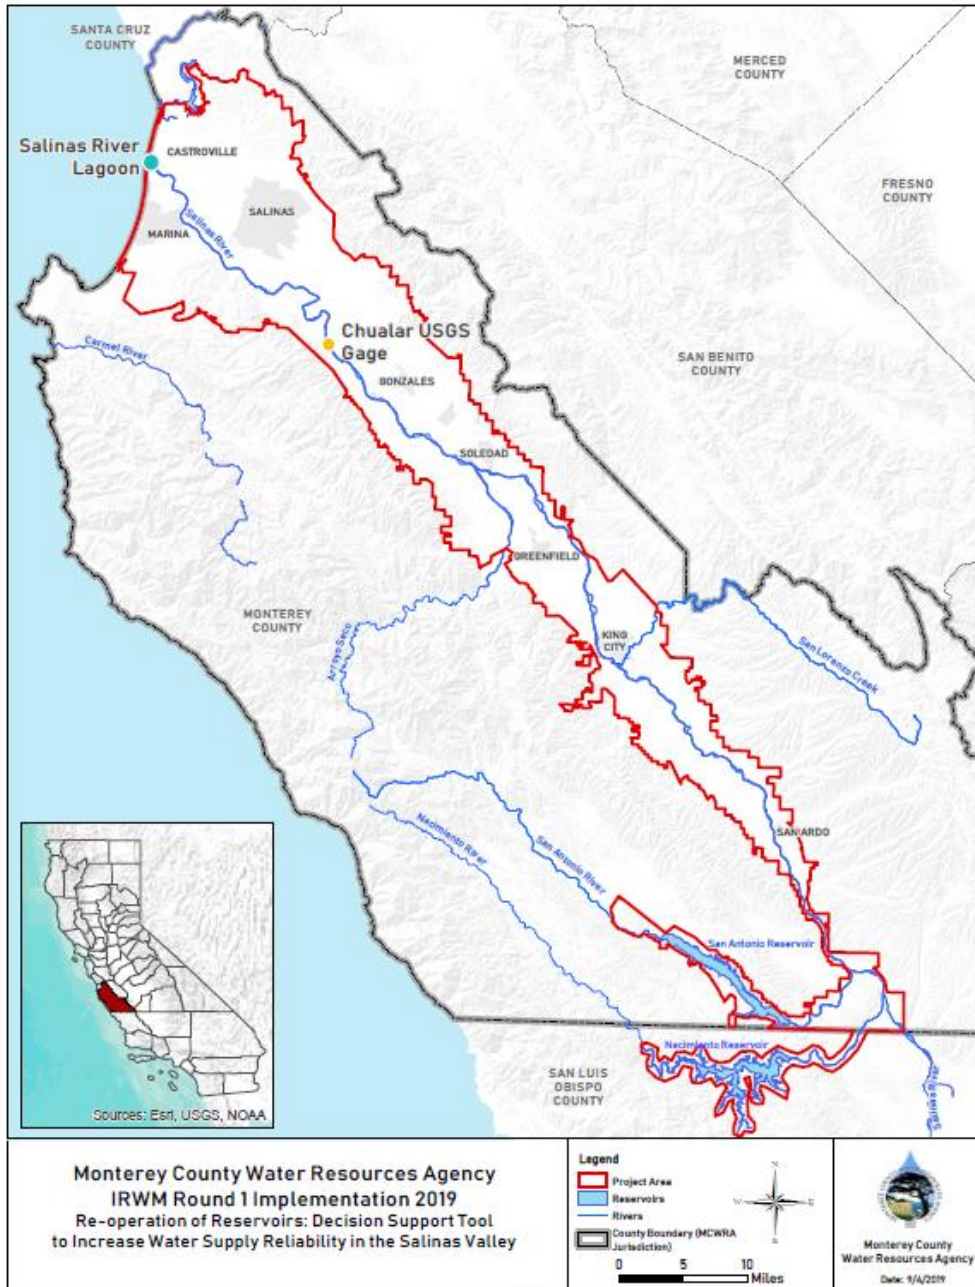 SANTA CRUZ
COUNTY
MERCED
COUNTY
Salinas River
Lagoon
CASTROVILLE
FRESNO
COUNTY
SALINAS
MARINA
Salinas River
Chualar USGS
Gage
Carmel River
SAN BENITO
COUNTY
GONZALES
SOLEDAD
GREENFIELD
MONTEREY
COUNTY
Arroyo Seco
KING
CITY
San Lorenzo Creek
SAN ARDO
Nacimiento River
San Antonio River
San Antonio Reservoir
Nacimiento Reservoir
SAN LUIS
OBISPO
COUNTY
Salinas River
Sources: Esri, USGS, NOAA
Monterey County Water Resources Agency
IRWM Round 1 Implementation 2019
Re-operation of Reservoirs: Decision Support Tool
to Increase Water Supply Reliability in the Salinas Valley
Legend
Project Area
Reservoirs
Rivers
County Boundary (MCWRA
Jurisdiction)
N
W
E
S
0 5 10
Miles
Monterey County
Water Resources Agency
Date: 9/4/2019